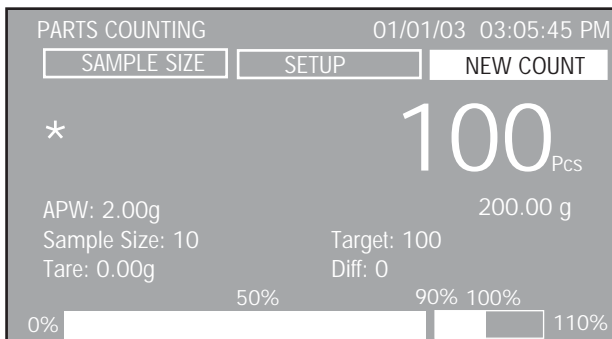 PARTS COUNTING 01/01/03 03:05:45 PM
SAMPLE SIZE SETUP NEW COUNT
* 100 Pcs
APW: 2.00g 200.00 g
Sample Size: 10 Target: 100
Tare: 0.00g Diff: 0
50% 90% 100%
0% 110%